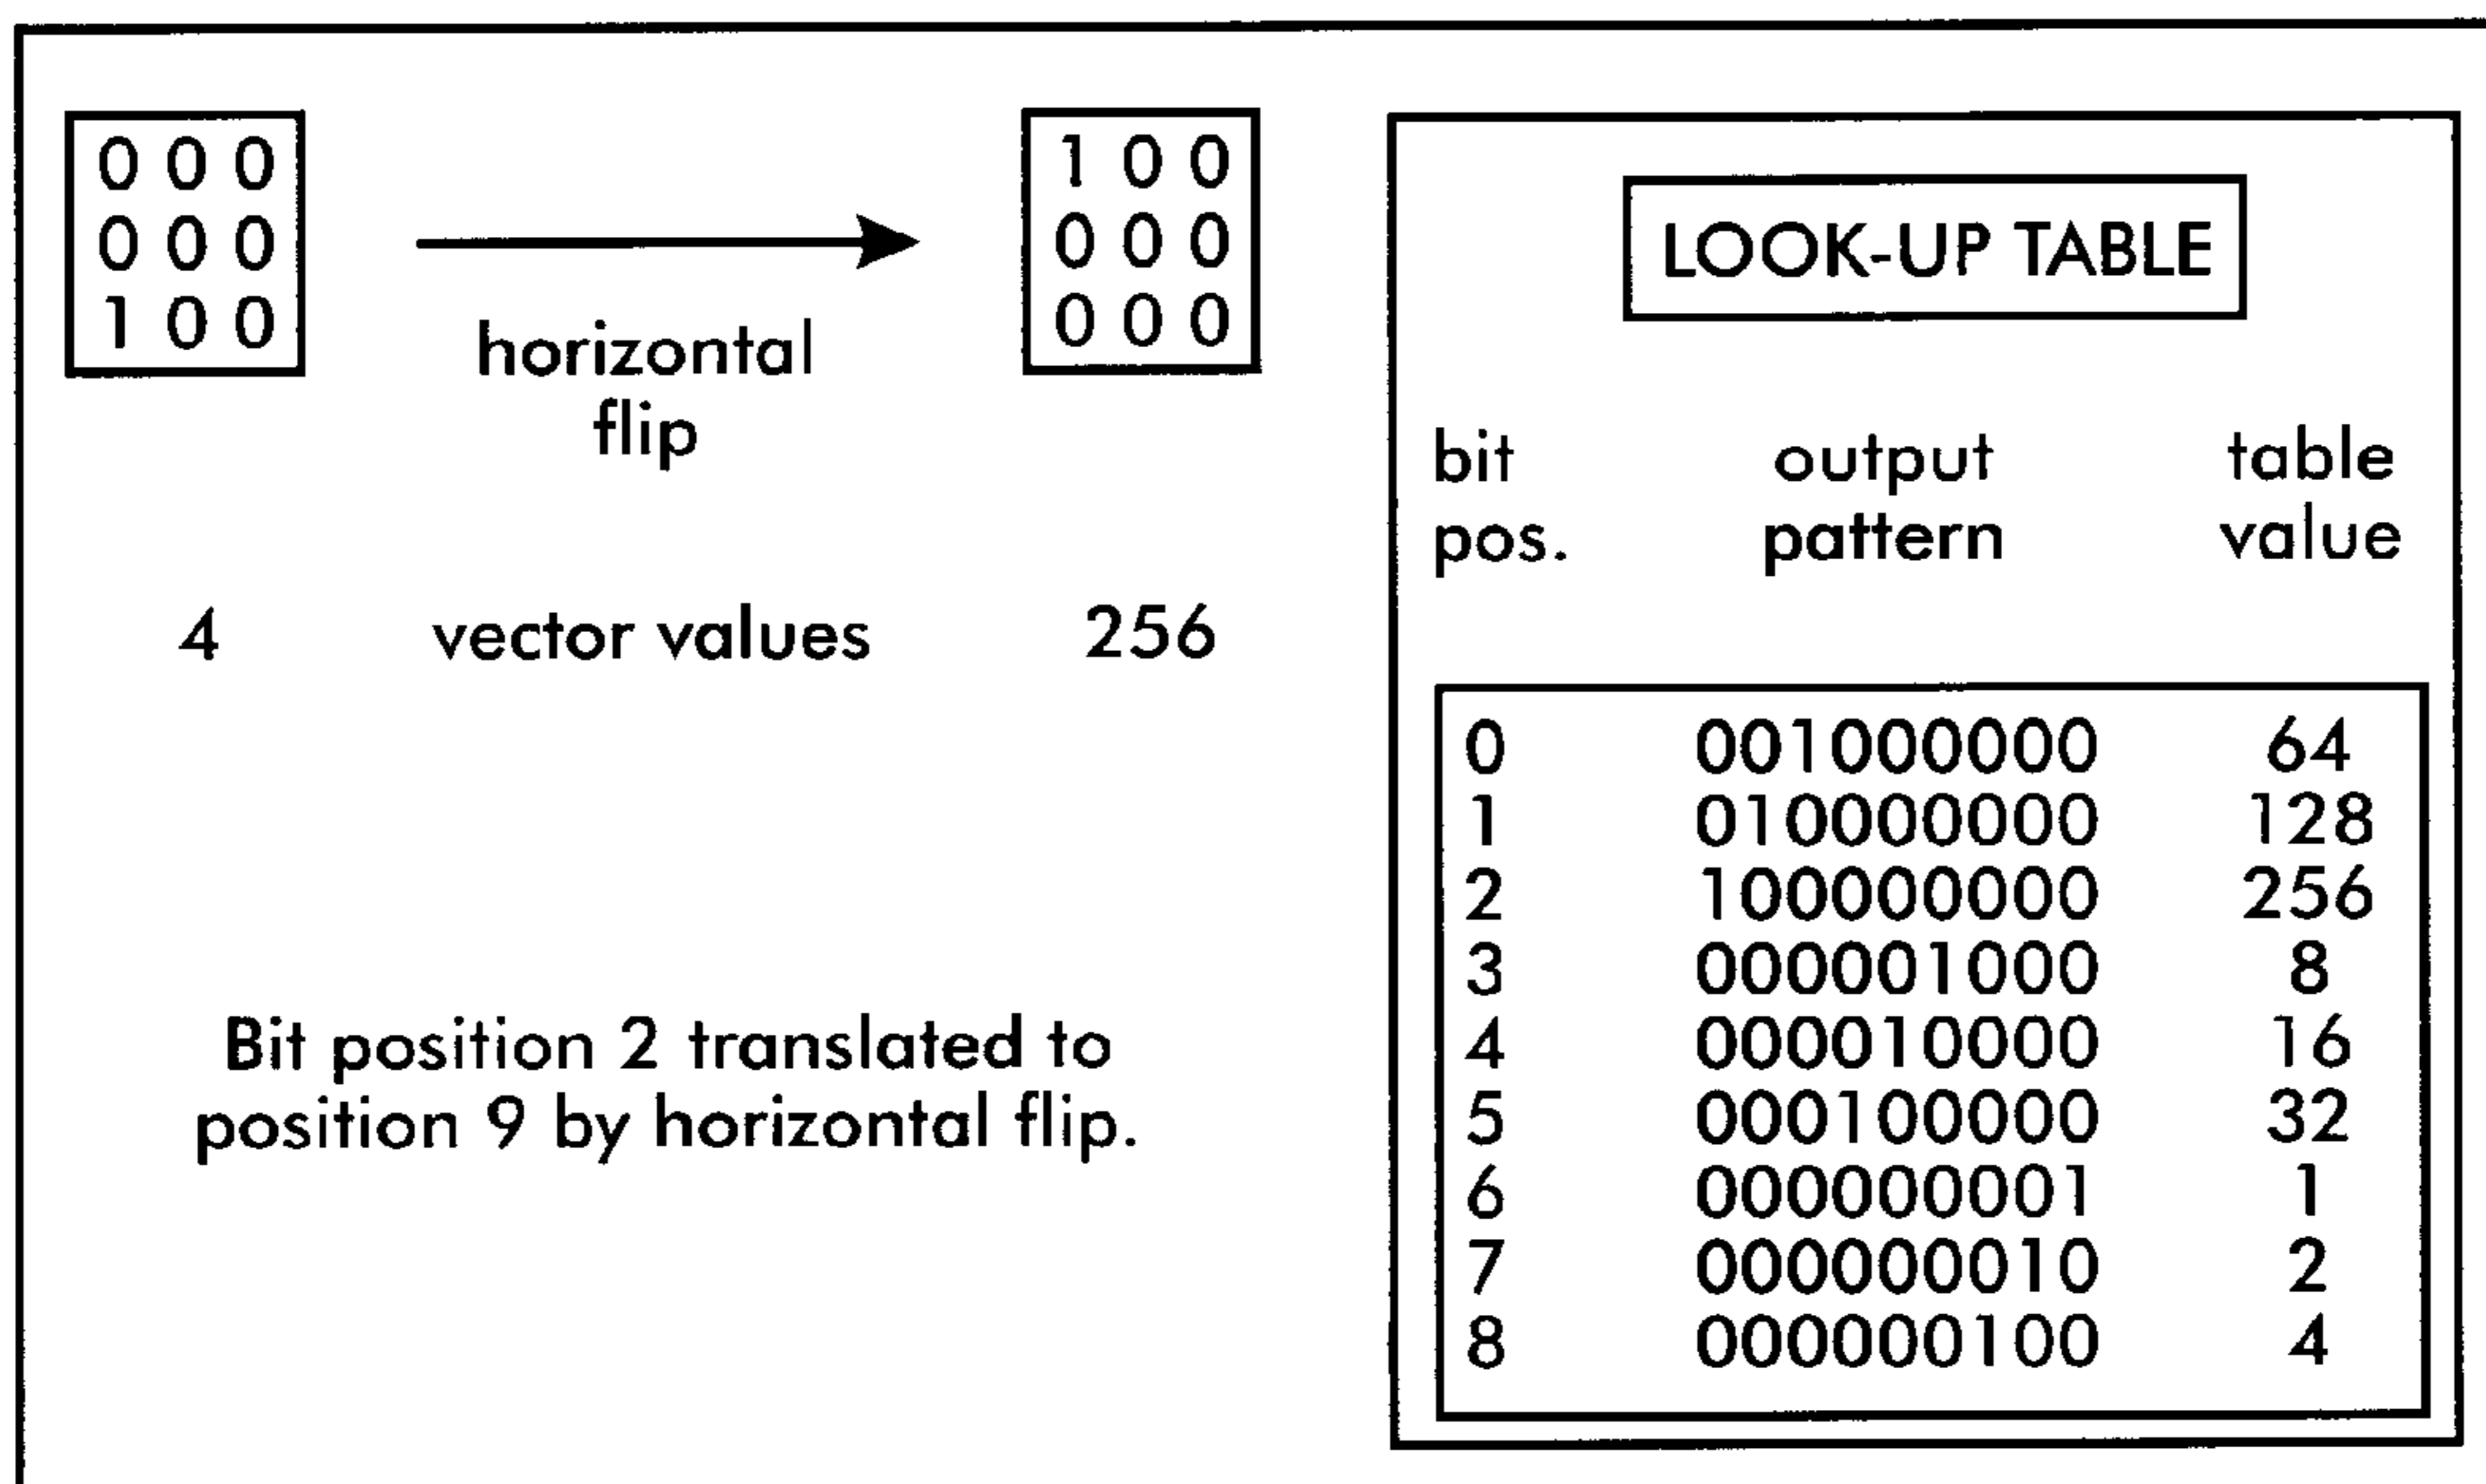 0 0 0
0 0 0
1 0 0
horizontal
flip
1 0 0
0 0 0
0 0 0
4 vector values 256
Bit position 2 translated to
position 9 by horizontal flip.
LOOK-UP TABLE
bit output table
pos. pattern value
0 001000000 64
1 010000000 128
2 100000000 256
3 000001000 8
4 000010000 16
5 000100000 32
6 000000001 1
7 000000010 2
8 000000100 4